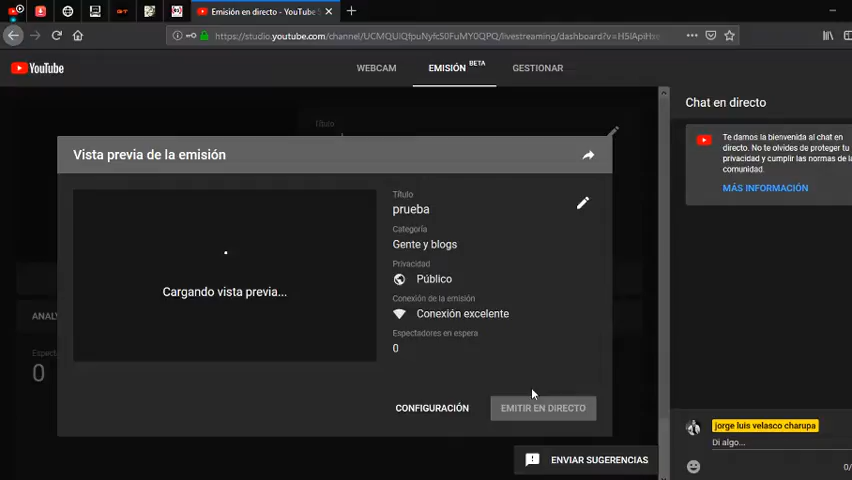 Emisión en directo - YouTube S
https://studio.youtube.com/channel/UCMQUIQfpuNyfc50FuMY0QPQ/livestreaming/dashboard?v=
YouTube
WEBCAM
EMISIÓN BETA
GESTIONAR
Título
Vista previa de la emisión
Cargando vista previa...
Título
prueba
Categoría
Gente y blogs
Privacidad
Público
Conexión de la emisión
Conexión excelente
Espectadores en espera
0
CONFIGURACIÓN
EMITIR EN DIRECTO
ANALY
Espect
0
ENVIAR SUGERENCIAS
Chat en directo
Te damos la bienvenida al chat en
directo. No te olvides de proteger tu
privacidad y cumplir las normas de la
comunidad.
MÁS INFORMACIÓN
jorge luis velasco charupa
Di algo...
0/